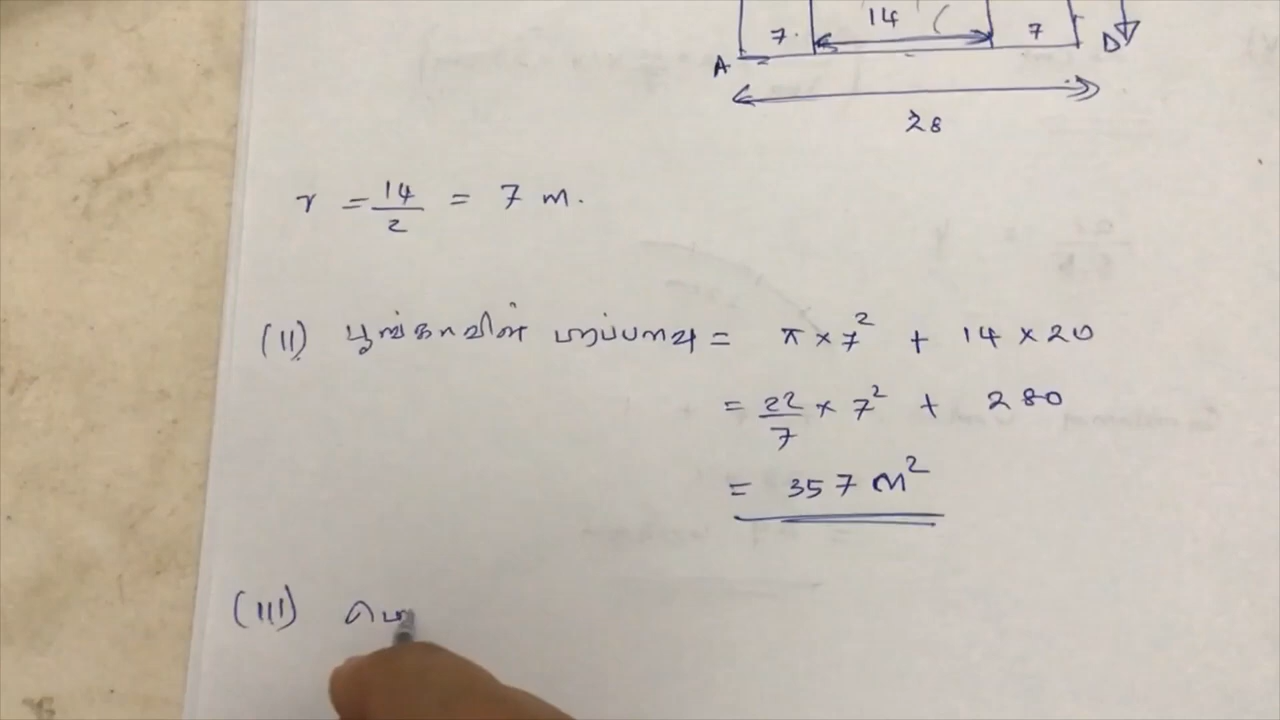 7. 14 7
A D
28
r = 14/2 = 7 m.
(II) பூங்காவின் பரப்பளவு = π × 7² + 14 × 20
= 22/7 × 7² + 280
= 357 m²
(III)